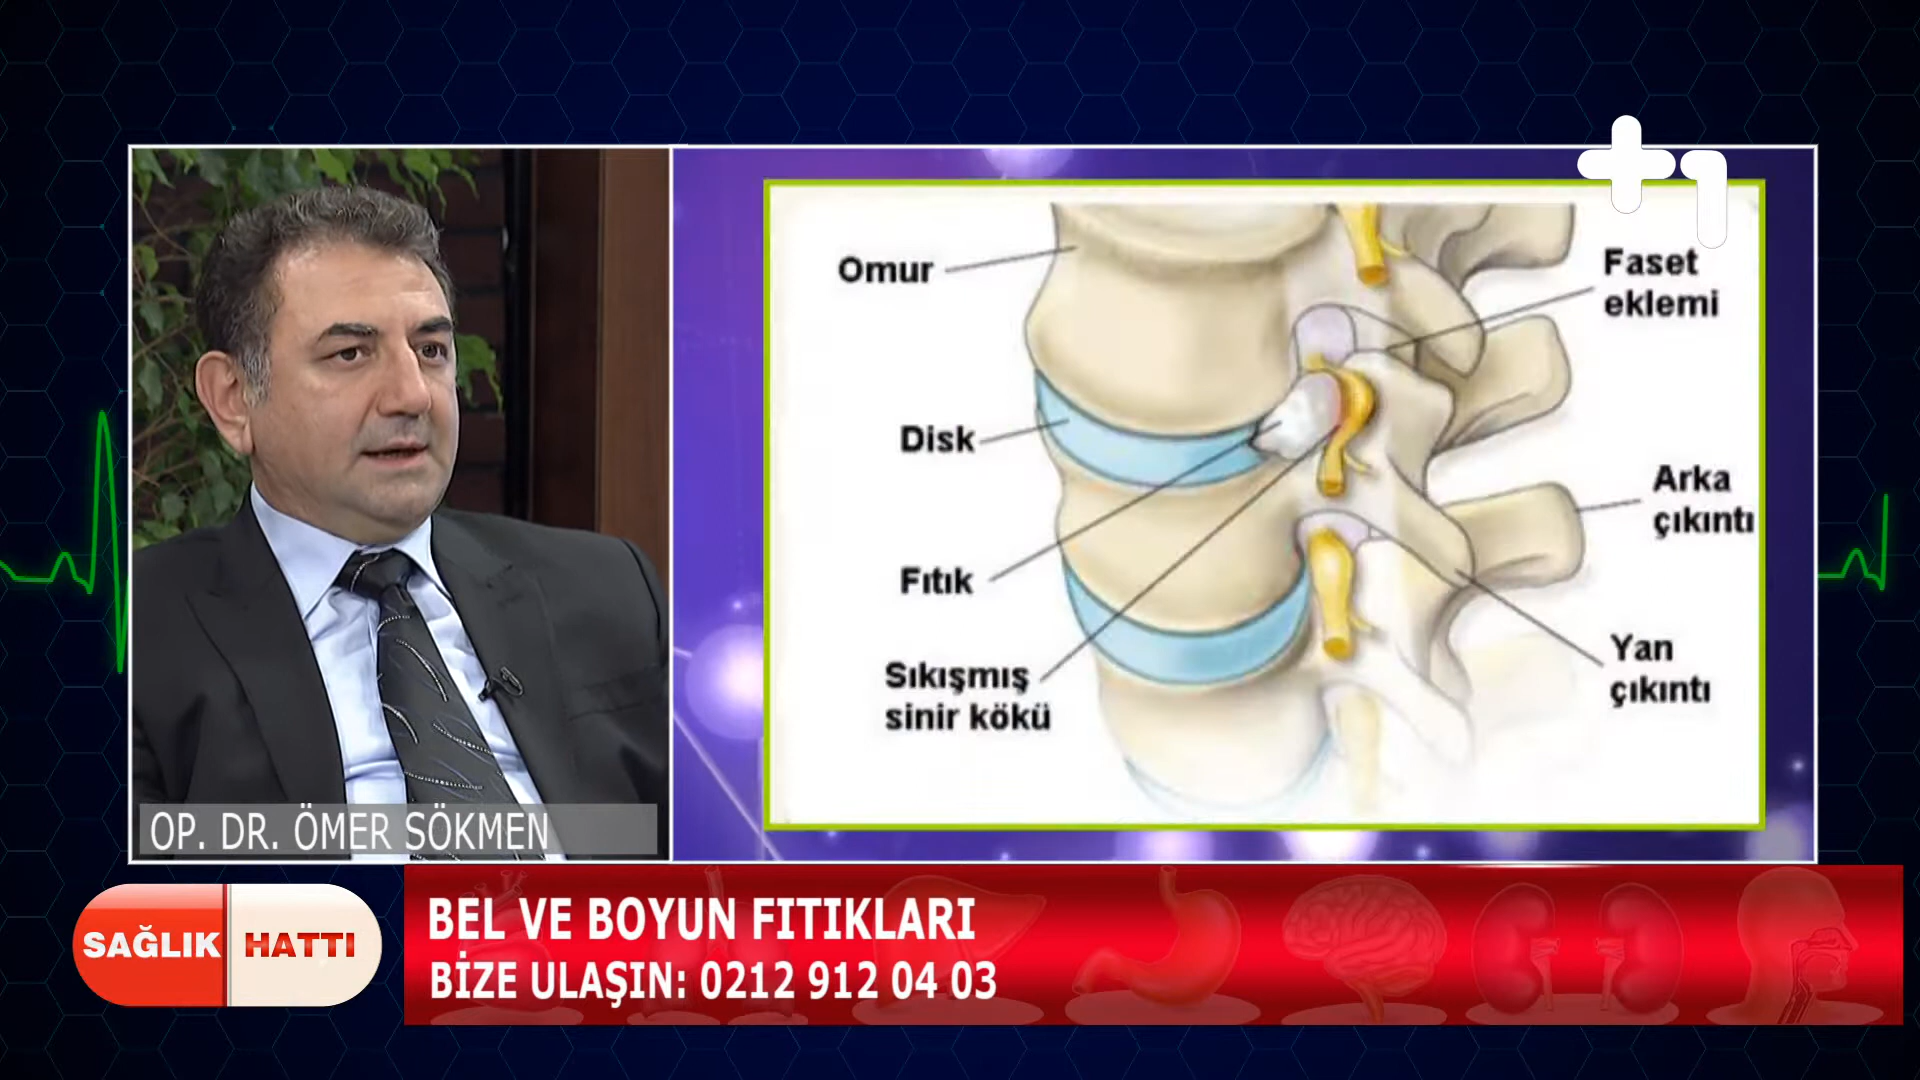 +1
Omur
Faset
eklemi
Disk
Arka
çıkıntı
Fıtık
Yan
çıkıntı
Sıkışmış
sinir kökü
OP. DR. ÖMER SÖKMEN
SAĞLIK HATTI
BEL VE BOYUN FITIKLARI
BİZE ULAŞIN: 0212 912 04 03